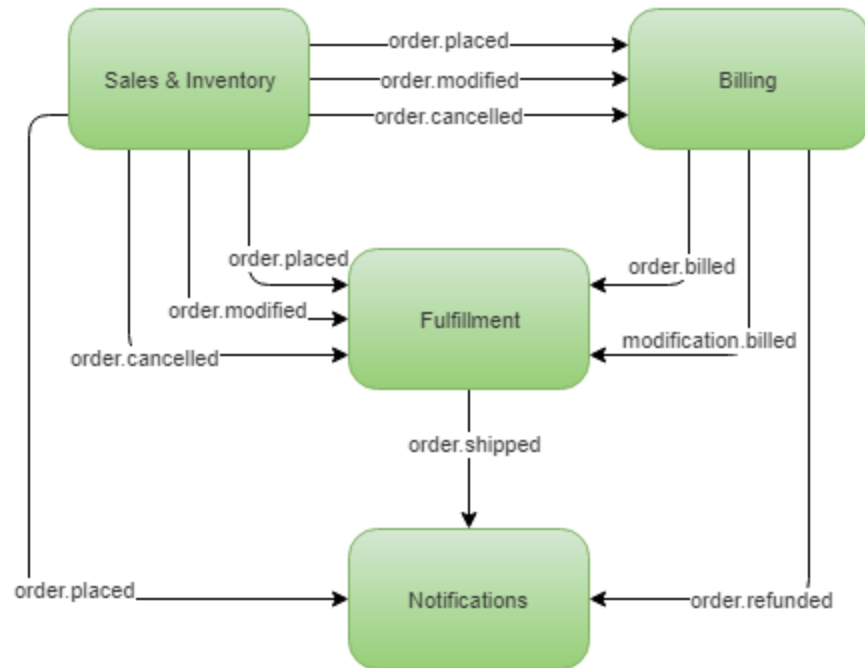 order.placed
Sales & Inventory
order.modified
Billing
order.cancelled
order.placed
order.billed
order.modified
Fulfillment
modification.billed
order.cancelled
order.shipped
order.placed
Notifications
order.refunded